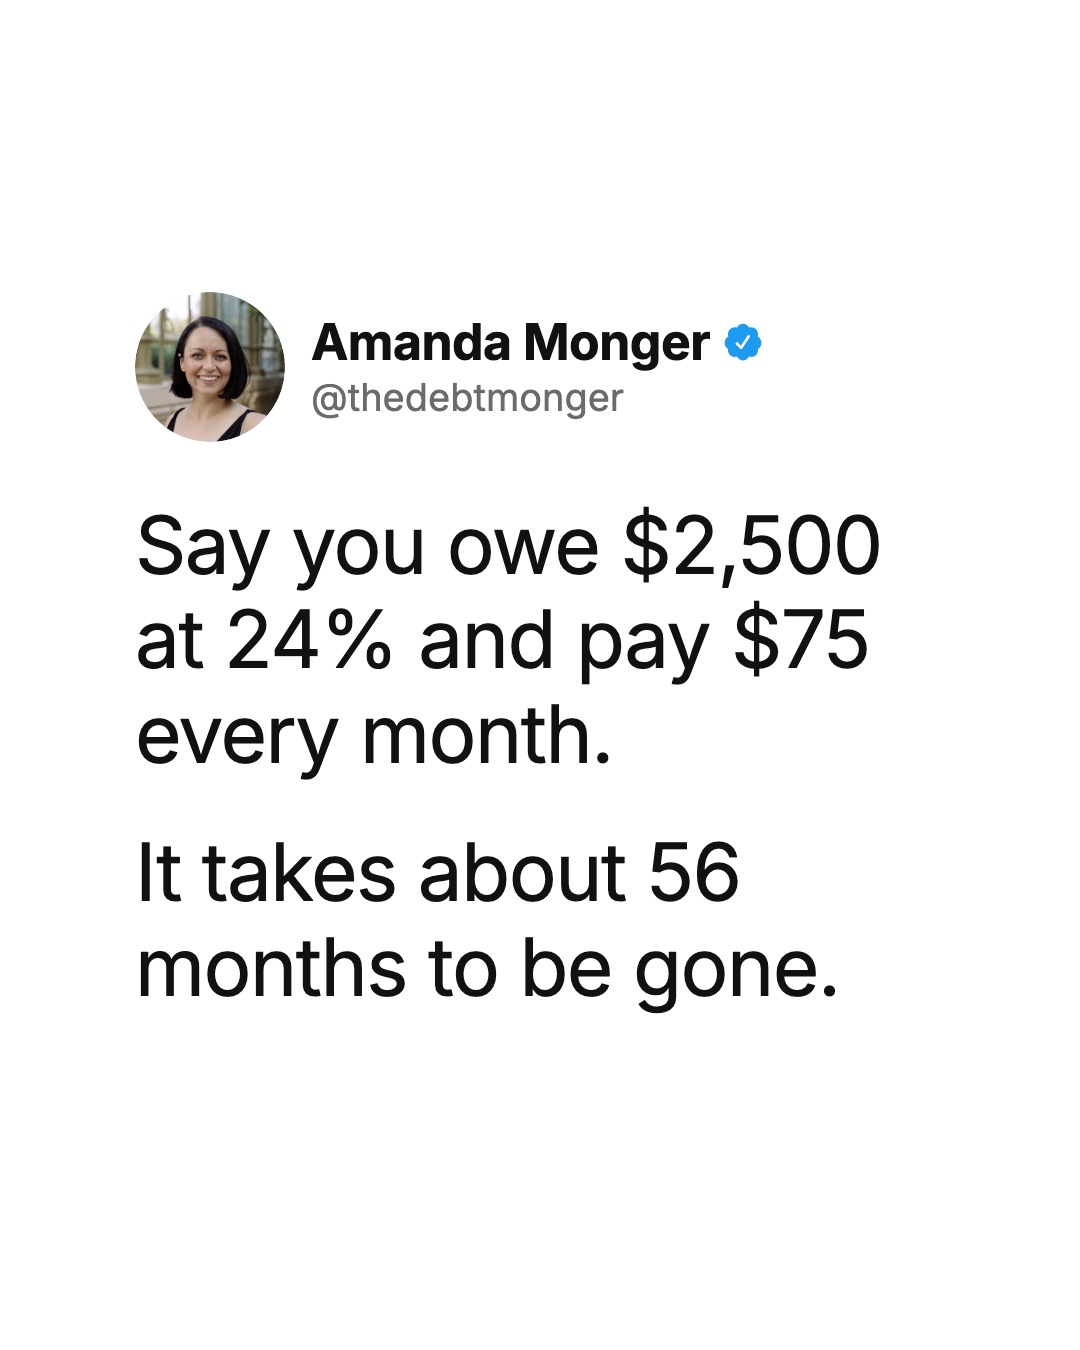 Amanda Monger
@thedebtmonger
Say you owe $2,500
at 24% and pay $75
every month.
It takes about 56
months to be gone.